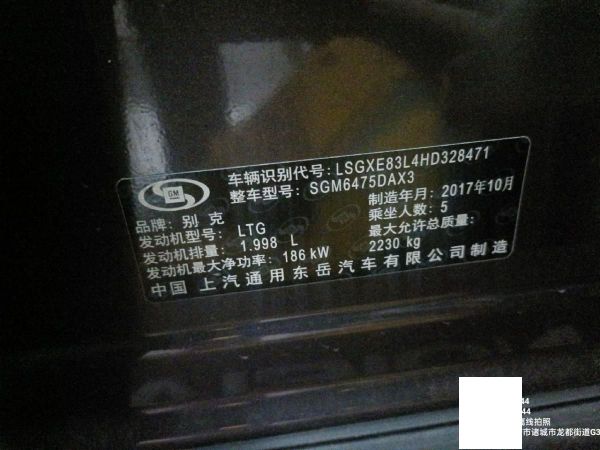 车辆识别代号: LSGXE83L4HD328471
整车型号: SGM6475DAX3
GM
品牌: 别 克
制造年月: 2017年10月
发动机型号: LTG
乘坐人数: 5
发动机排量: 1.998 L
最大允许总质量:
发动机最大净功率: 186 kW
2230 kg
中国 上汽通用东岳汽车有限公司制造
44
44
离线拍照
市诸城市龙都街道G3